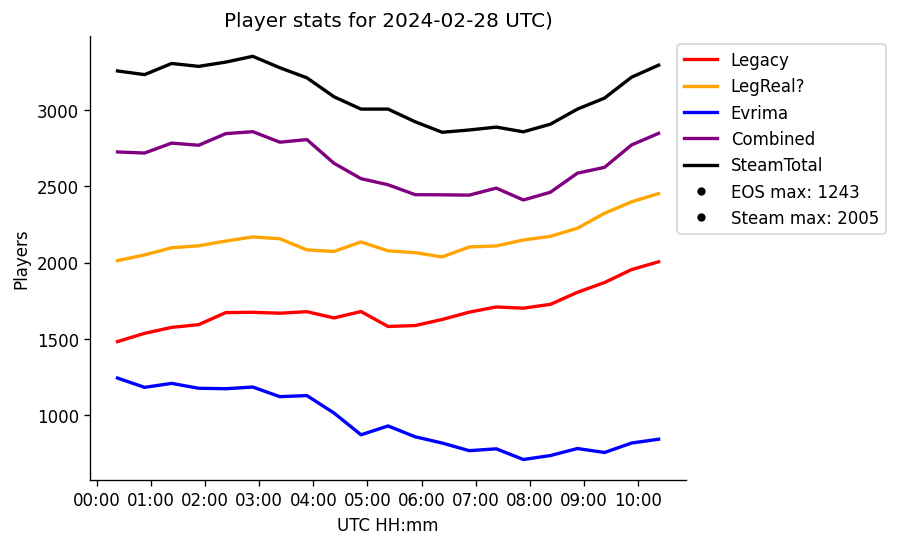 Player stats for 2024-02-28 UTC)
Legacy
LegReal?
Evrima
Combined
SteamTotal
EOS max: 1243
Steam max: 2005
Players
3000
2500
2000
1500
1000
00:00 01:00 02:00 03:00 04:00 05:00 06:00 07:00 08:00 09:00 10:00
UTC HH:mm